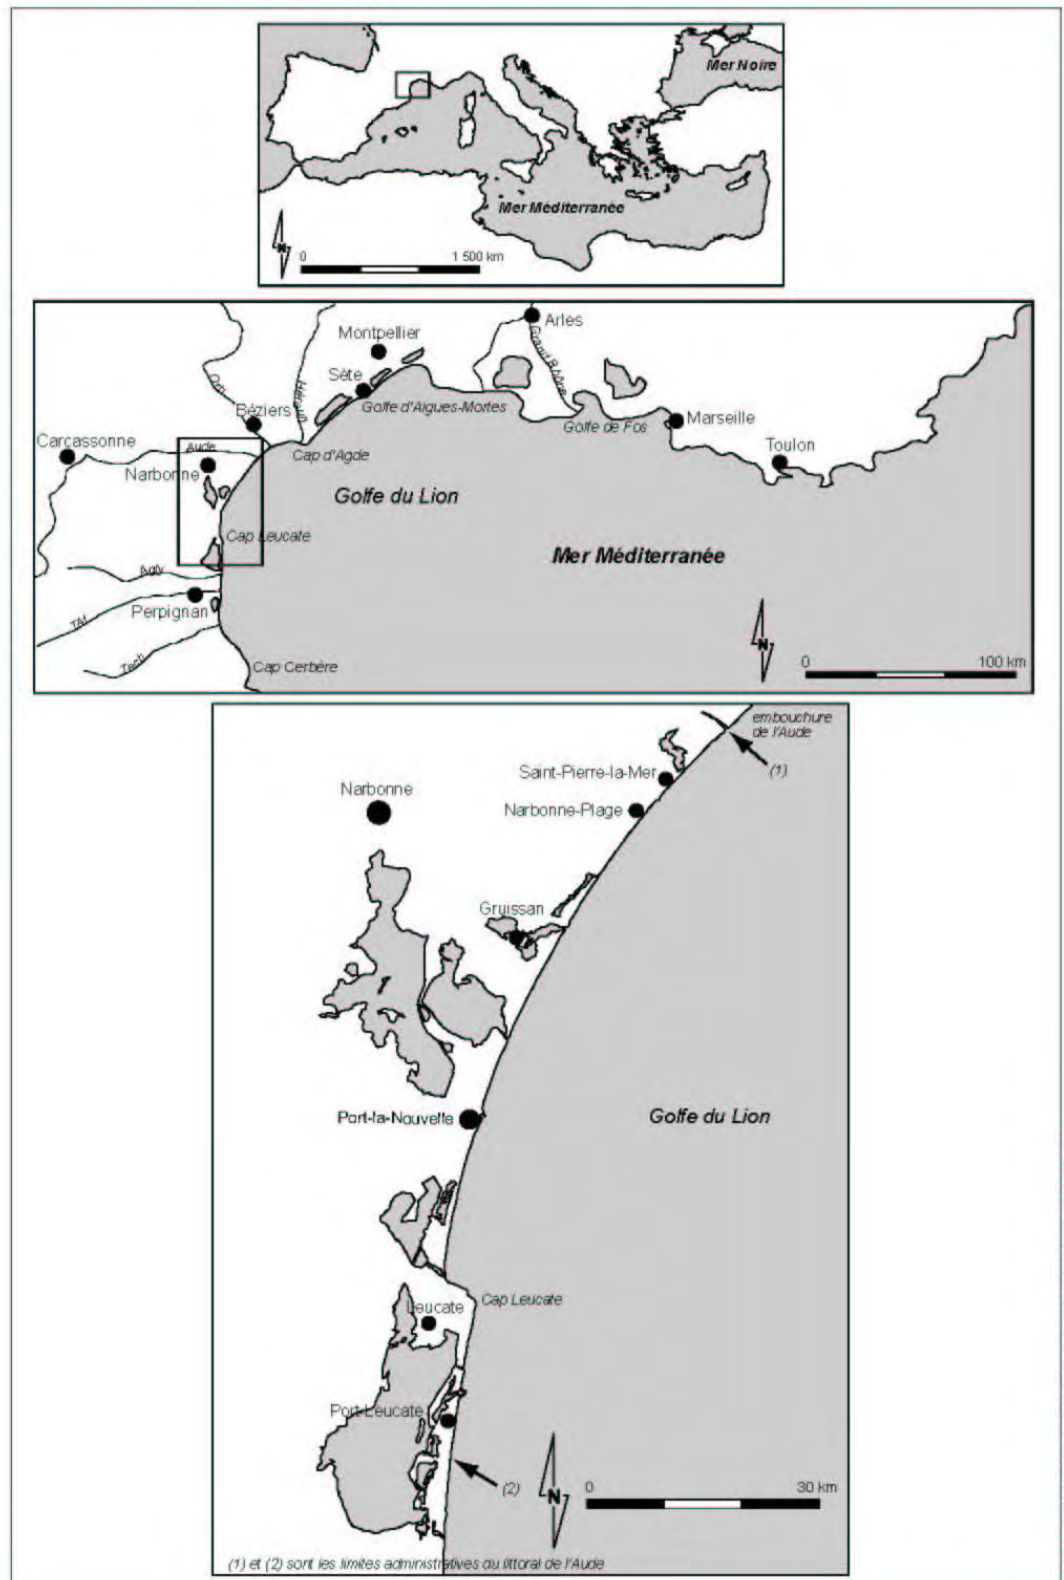 Mer Noire
Mer Méditerranée
N
0 1 500 km
Arles
Montpellier
Grand Rhône
Orb
Hérault
Sète
Golfe d'Aigues-Mortes
Béziers
Golfe de Fos
Marseille
Carcassonne
Aude
Cap d'Agde
Toulon
Narbonne
Golfe du Lion
Cap Leucate
Mer Méditerranée
Agly
Perpignan
Têt
N
Tech
Cap Cerbère
0 100 km
embouchure
de l'Aude
(1)
Saint-Pierre-la-Mer
Narbonne
Narbonne-Plage
Gruissan
Port-la-Nouvelle
Golfe du Lion
Cap Leucate
Leucate
Port-Leucate
(2)
N
0 30 km
(1) et (2) sont les limites administratives du littoral de l'Aude